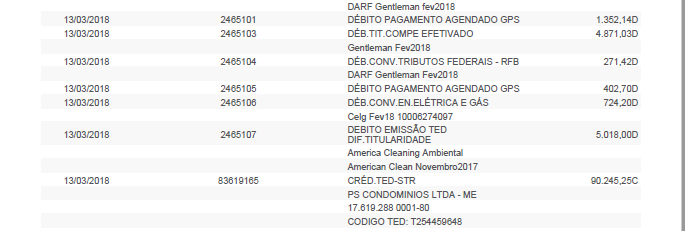 DARF Gentleman fev2018
13/03/2018 2465101 DÉBITO PAGAMENTO AGENDADO GPS 1.352,14D
13/03/2018 2465103 DÉB.TIT.COMPE EFETIVADO 4.871,03D
Gentleman Fev2018
13/03/2018 2465104 DÉB.CONV.TRIBUTOS FEDERAIS - RFB 271,42D
DARF Gentleman Fev2018
13/03/2018 2465105 DÉBITO PAGAMENTO AGENDADO GPS 402,70D
13/03/2018 2465106 DÉB.CONV.EN.ELÉTRICA E GÁS 724,20D
Celg Fev18 10006274097
13/03/2018 2465107 DEBITO EMISSÃO TED 5.018,00D
DIF.TITULARIDADE
America Cleaning Ambiental
American Clean Novembro2017
13/03/2018 83619165 CRÉD.TED-STR 90.245,25C
PS CONDOMINIOS LTDA - ME
17.619.288 0001-80
CODIGO TED: T254459648